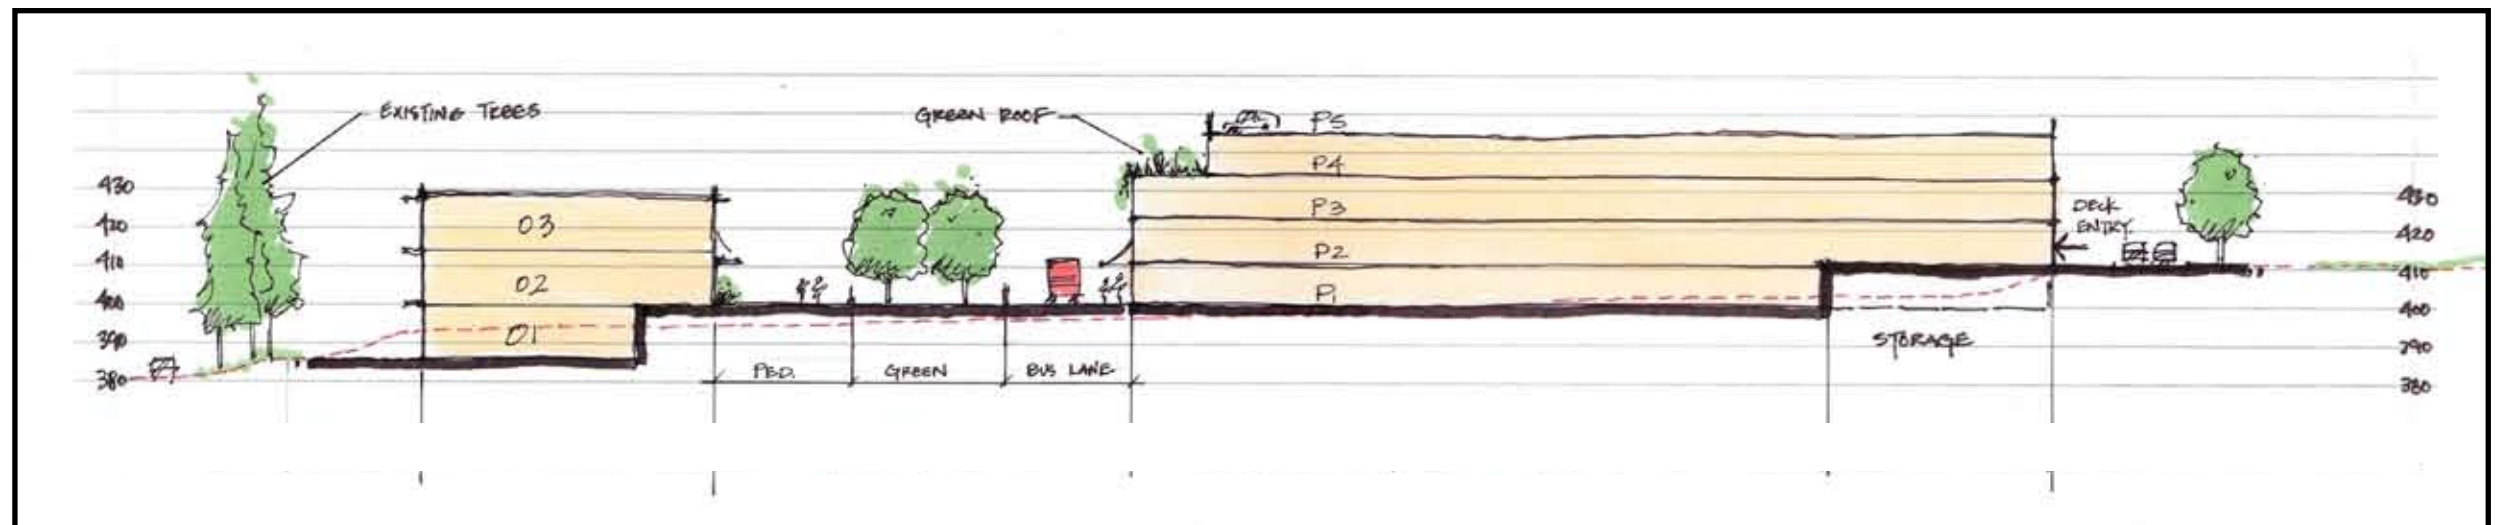 EXISTING TREES
GREEN ROOF
P5
P4
430
420
410
400
390
380
03
02
01
P3
P2
P1
DECK
ENTRY
430
420
410
400
390
380
STORAGE
PED.
GREEN
BUS LANE